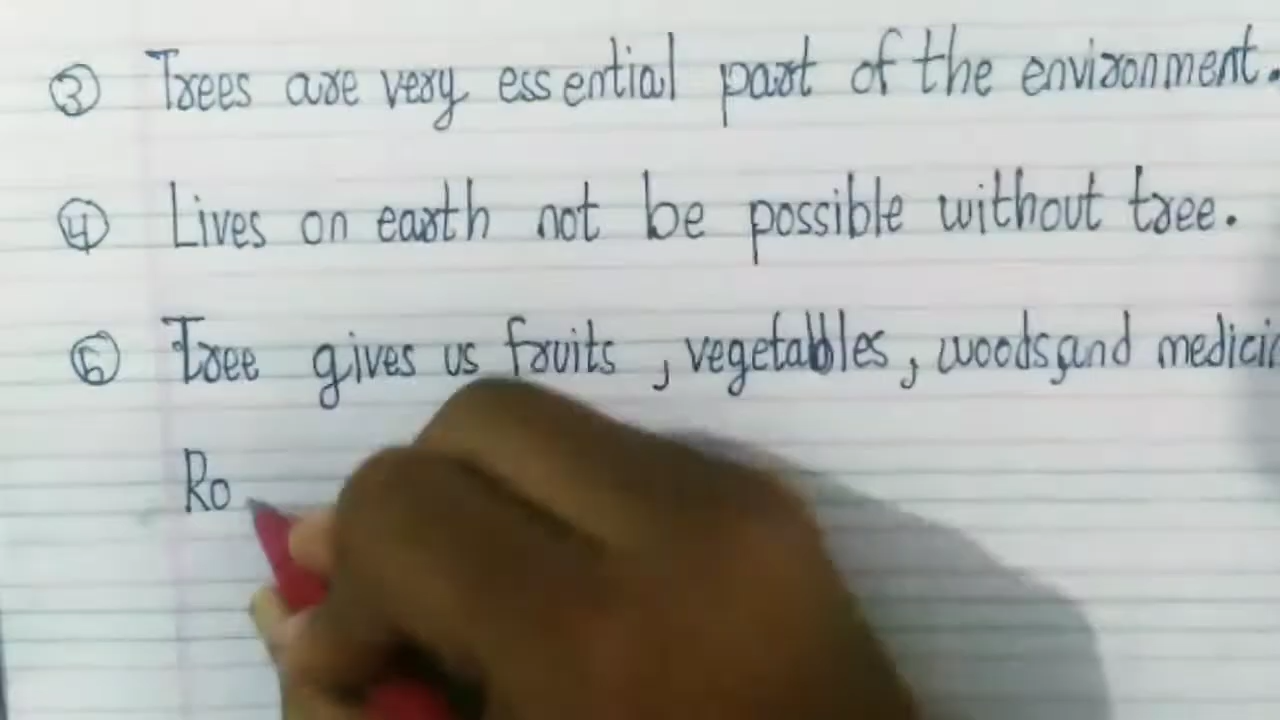 ③ Trees are very essential part of the environment.
④ Lives on earth not be possible without tree.
⑤ Tree gives us fruits, vegetables, woods,and medici
Ro